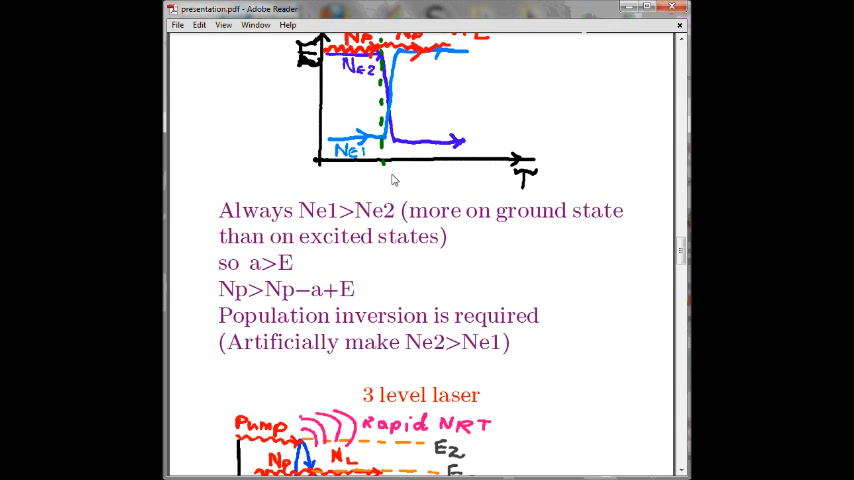 presentation.pdf - Adobe Reader
File Edit View Window Help
E
NE2
NE1
T
Always Ne1>Ne2 (more on ground state
than on excited states)
so a>E
Np>Np−a+E
Population inversion is required
(Artificially make Ne2>Ne1)
3 level laser
Pump Rapid NRT
E2
NP NL